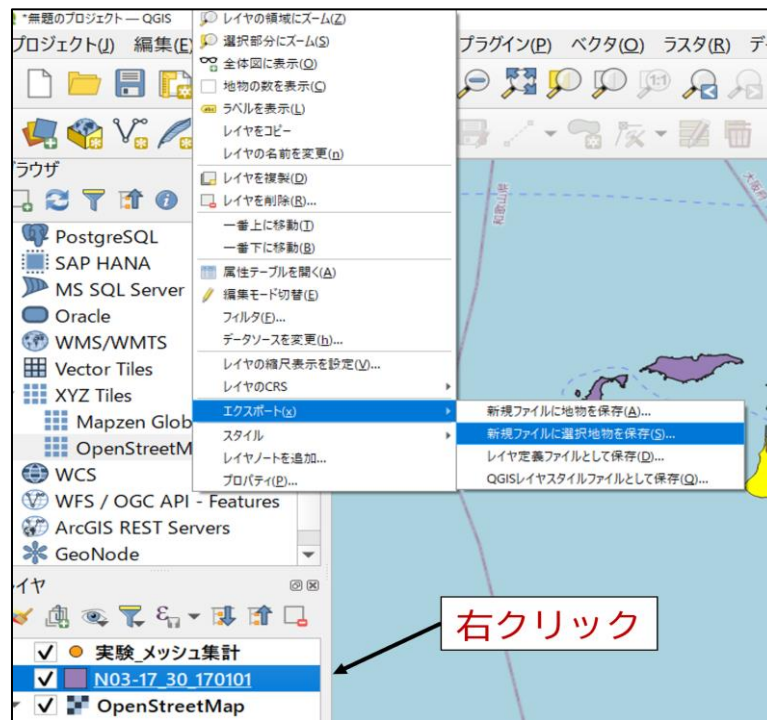 *無題のプロジェクト — QGIS
プロジェクト(J) 編集(E)
プラグイン(P) ベクタ(O) ラスタ(R) デー
レイヤの領域にズーム(Z)
選択部分にズーム(S)
全体図に表示(O)
地物の数を表示(C)
ラベルを表示(L)
レイヤをコピー
レイヤの名前を変更(n)
レイヤを複製(D)
レイヤを削除(R)...
一番上に移動(T)
一番下に移動(B)
属性テーブルを開く(A)
編集モード切替(E)
フィルタ(F)...
データソースを変更(h)...
レイヤの縮尺表示を設定(V)...
レイヤのCRS
エクスポート(x)
スタイル
レイヤノートを追加...
プロパティ(P)...
新規ファイルに地物を保存(A)...
新規ファイルに選択地物を保存(S)...
レイヤ定義ファイルとして保存(D)...
QGISレイヤスタイルファイルとして保存(Q)...
1:1
和歌山県
大阪府
ブラウザ
PostgreSQL
SAP HANA
MS SQL Server
Oracle
WMS/WMTS
Vector Tiles
XYZ Tiles
Mapzen Glob
OpenStreetM
WCS
WFS / OGC API - Features
ArcGIS REST Servers
GeoNode
イヤ
実験_メッシュ集計
N03-17_30_170101
OpenStreetMap
右クリック